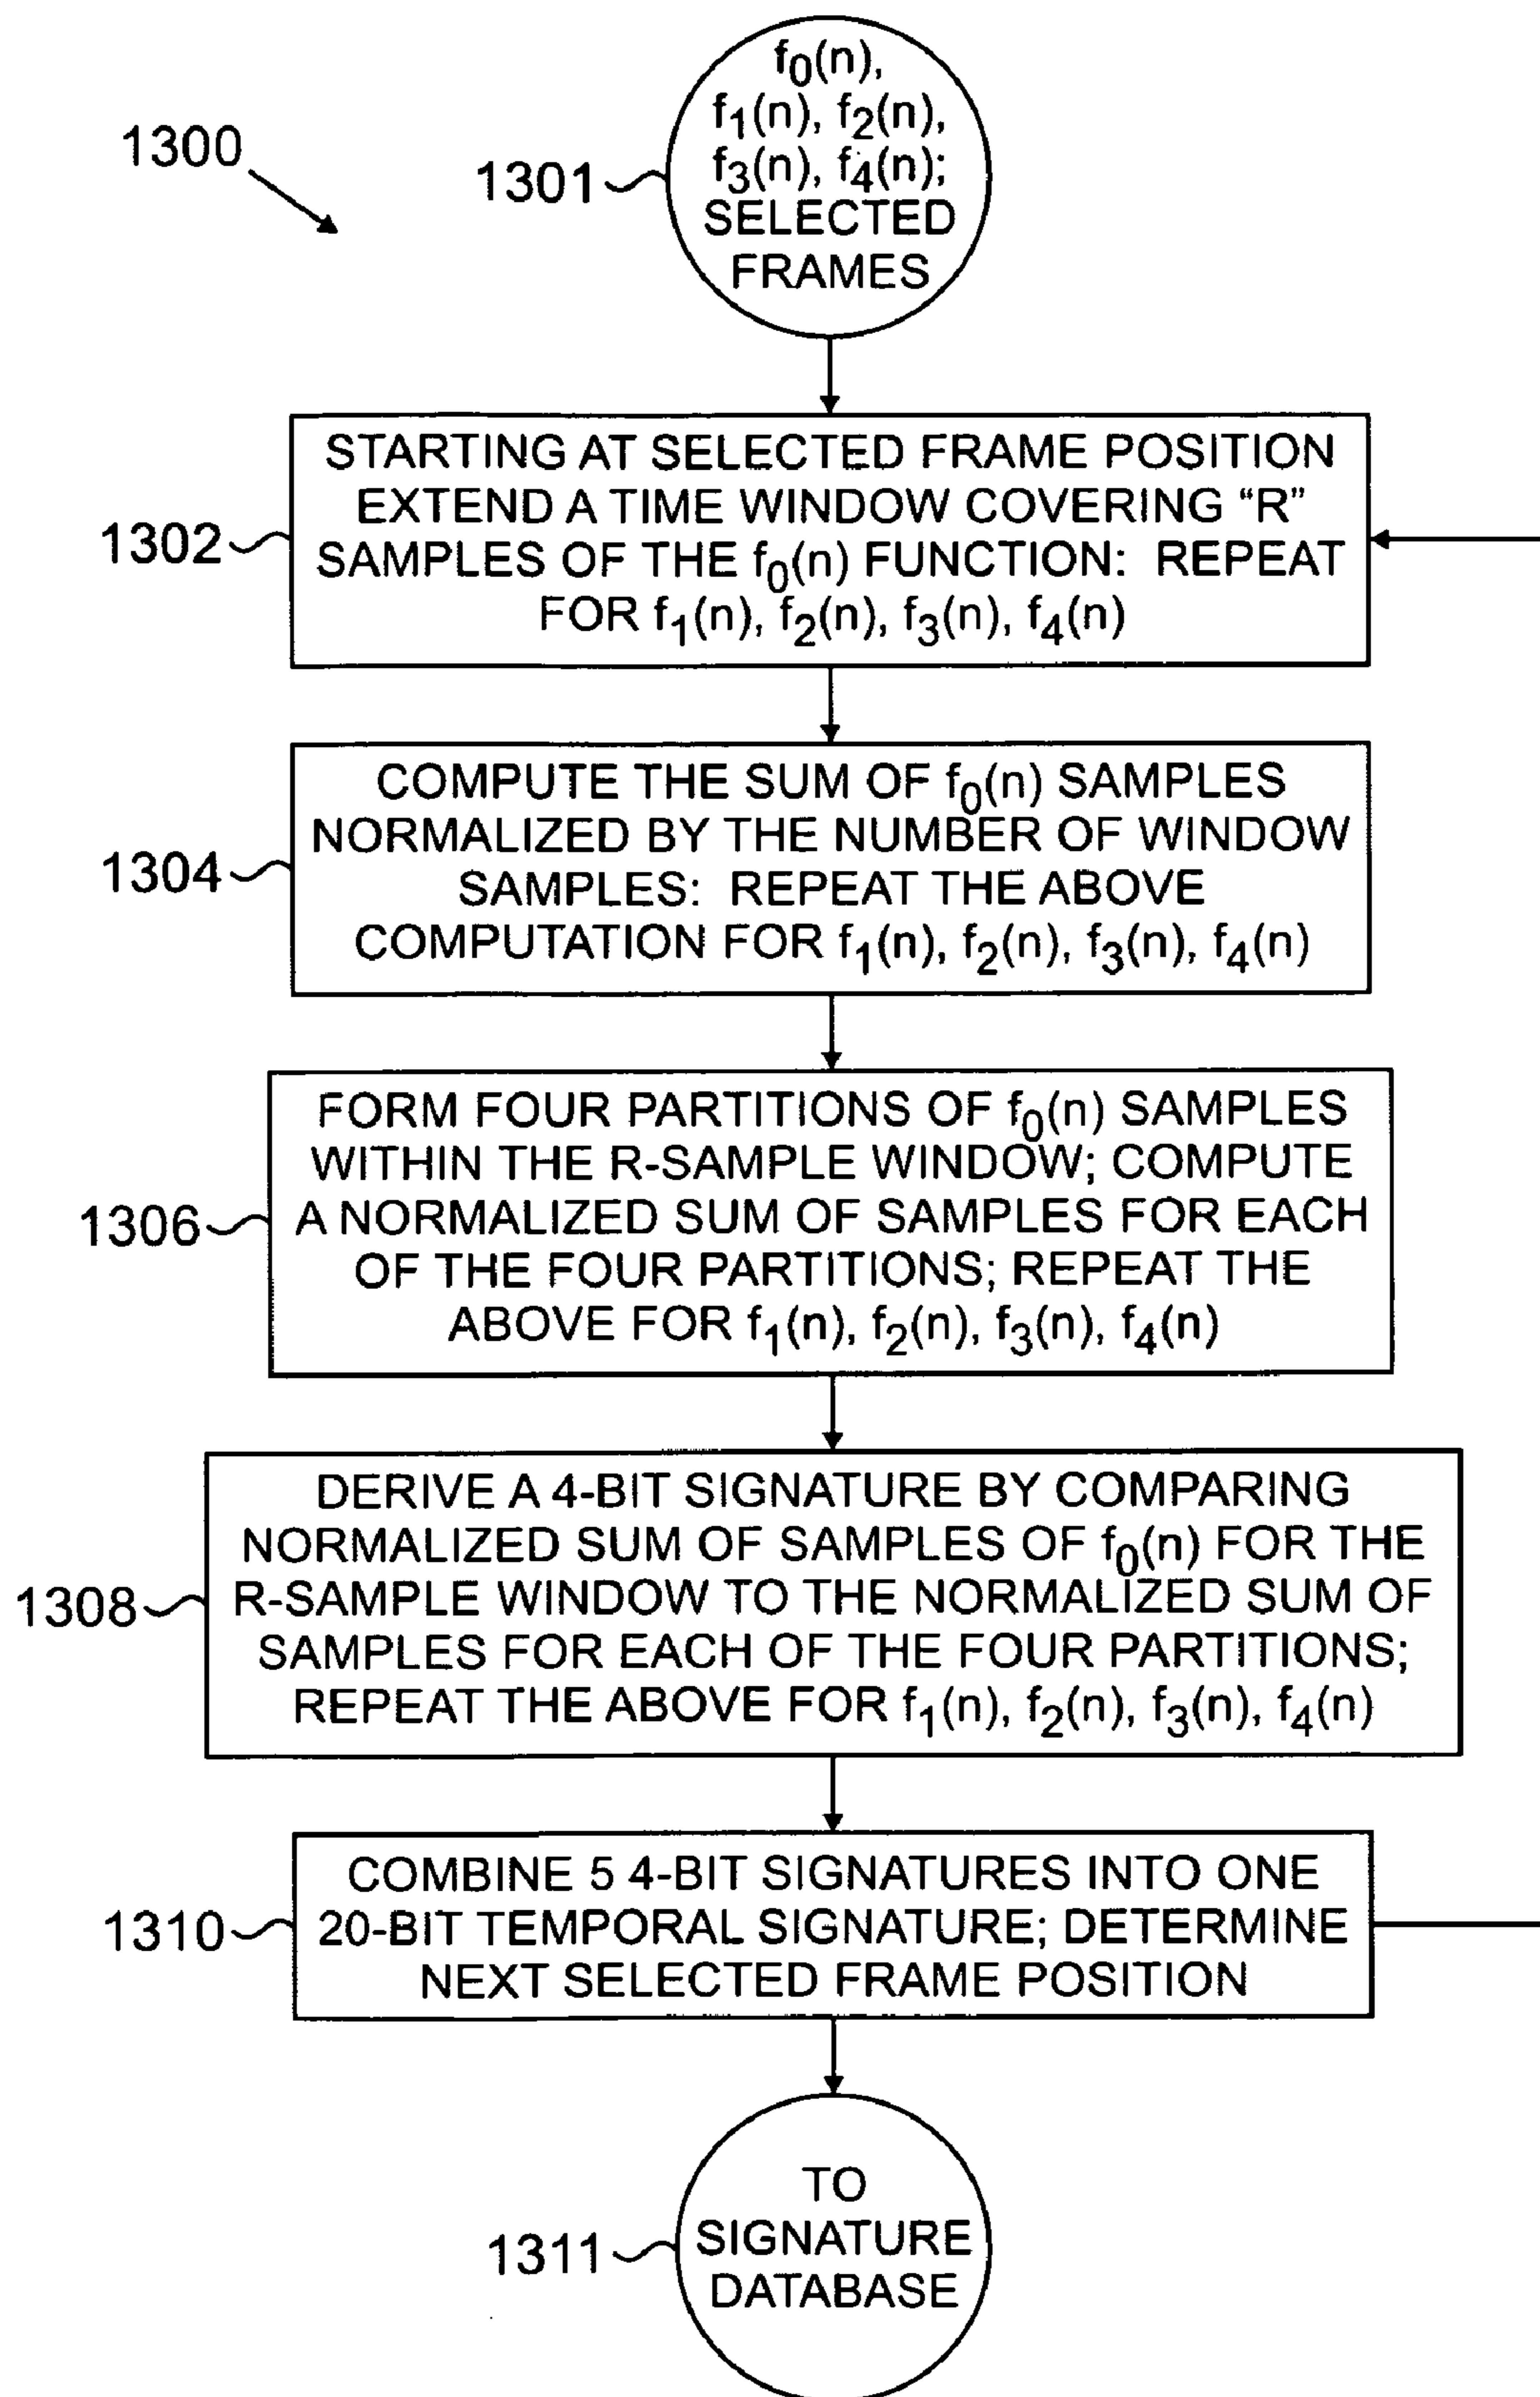 1300
1301
f0(n),
f1(n), f2(n),
f3(n), f4(n);
SELECTED
FRAMES
1302
STARTING AT SELECTED FRAME POSITION
EXTEND A TIME WINDOW COVERING “R”
SAMPLES OF THE f0(n) FUNCTION: REPEAT
FOR f1(n), f2(n), f3(n), f4(n)
1304
COMPUTE THE SUM OF f0(n) SAMPLES
NORMALIZED BY THE NUMBER OF WINDOW
SAMPLES: REPEAT THE ABOVE
COMPUTATION FOR f1(n), f2(n), f3(n), f4(n)
1306
FORM FOUR PARTITIONS OF f0(n) SAMPLES
WITHIN THE R-SAMPLE WINDOW; COMPUTE
A NORMALIZED SUM OF SAMPLES FOR EACH
OF THE FOUR PARTITIONS; REPEAT THE
ABOVE FOR f1(n), f2(n), f3(n), f4(n)
1308
DERIVE A 4-BIT SIGNATURE BY COMPARING
NORMALIZED SUM OF SAMPLES OF f0(n) FOR THE
R-SAMPLE WINDOW TO THE NORMALIZED SUM OF
SAMPLES FOR EACH OF THE FOUR PARTITIONS;
REPEAT THE ABOVE FOR f1(n), f2(n), f3(n), f4(n)
1310
COMBINE 5 4-BIT SIGNATURES INTO ONE
20-BIT TEMPORAL SIGNATURE; DETERMINE
NEXT SELECTED FRAME POSITION
1311
TO
SIGNATURE
DATABASE